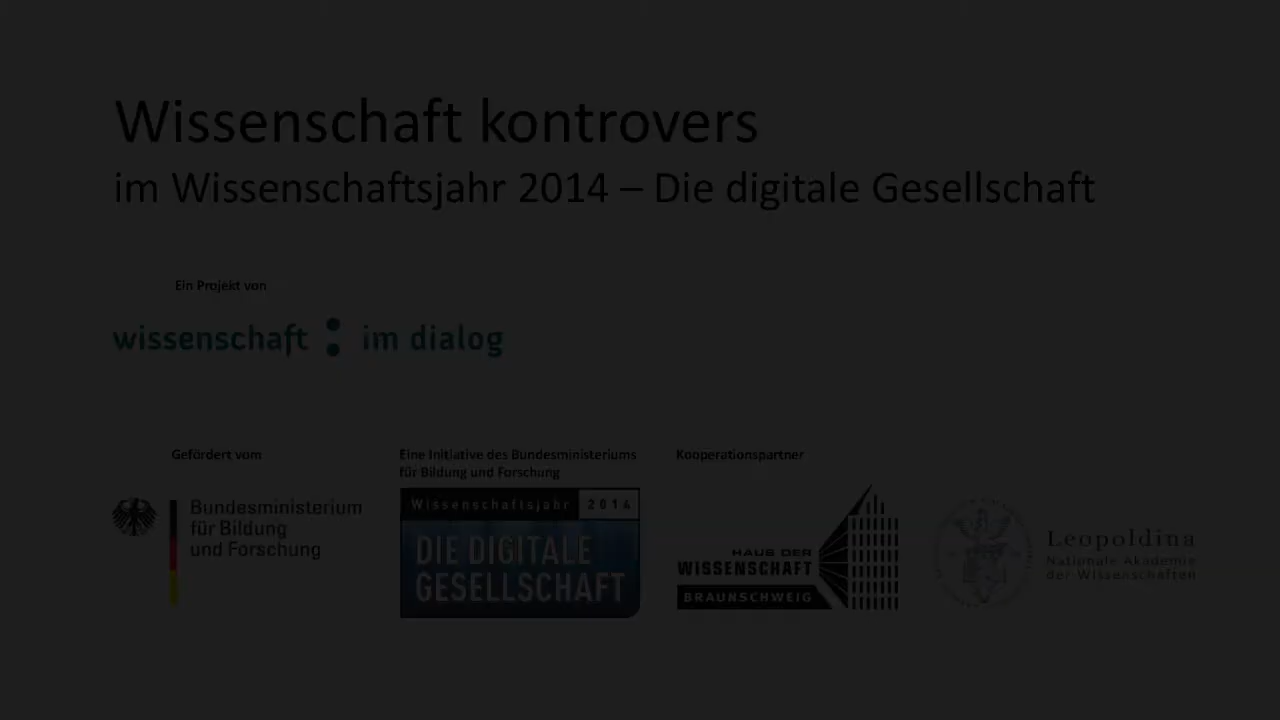 Wissenschaft kontrovers
im Wissenschaftsjahr 2014 – Die digitale Gesellschaft
Ein Projekt von
wissenschaft : im dialog
Gefördert vom
Bundesministerium
für Bildung
und Forschung
Eine Initiative des Bundesministeriums
für Bildung und Forschung
Wissenschaftsjahr 2014
DIE DIGITALE
GESELLSCHAFT
Kooperationspartner
HAUS DER
WISSENSCHAFT
BRAUNSCHWEIG
Leopoldina
Nationale Akademie
der Wissenschaften